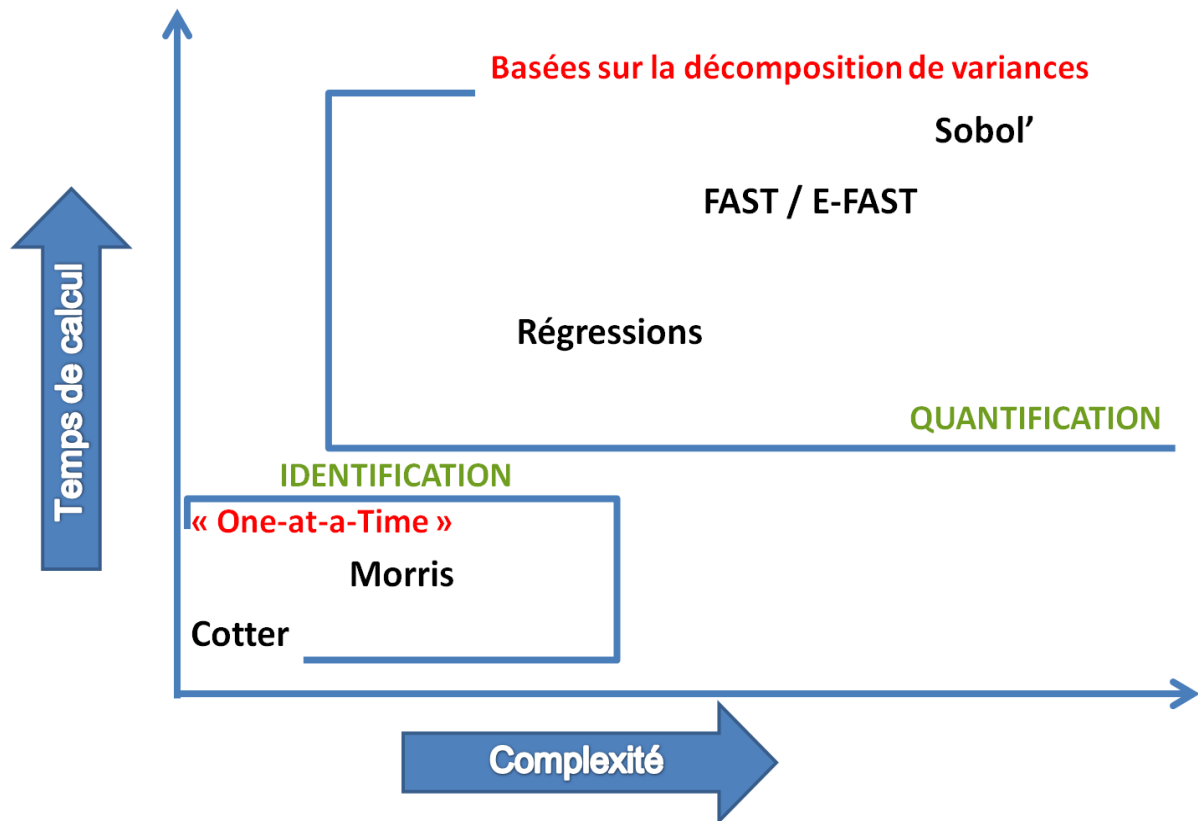 Basées sur la décomposition de variances
Sobol’
FAST / E-FAST
Régressions
QUANTIFICATION
Temps de calcul
IDENTIFICATION
« One-at-a-Time »
Morris
Cotter
Complexité